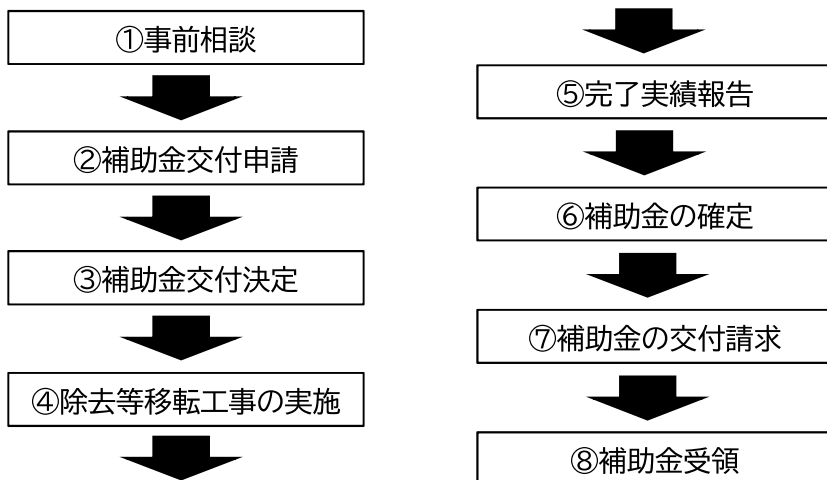 ①事前相談
②補助金交付申請
③補助金交付決定
④除去等移転工事の実施
⑤完了実績報告
⑥補助金の確定
⑦補助金の交付請求
⑧補助金受領